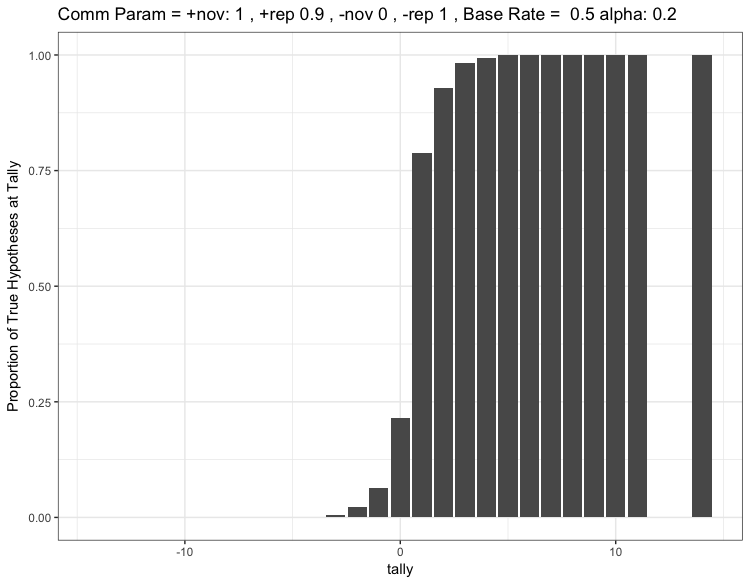 Comm Param = +nov: 1 , +rep 0.9 , -nov 0 , -rep 1 , Base Rate =  0.5 alpha: 0.2
Proportion of True Hypotheses at Tally
1.00
0.75
0.50
0.25
0.00
-10
0
10
tally